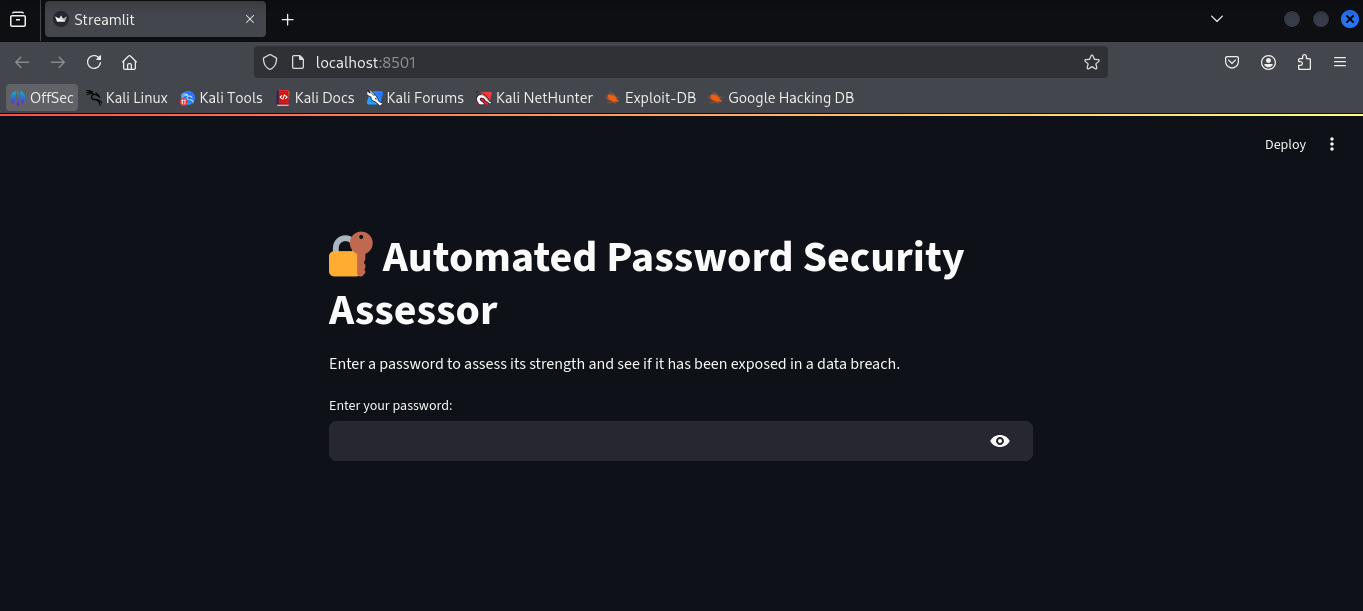 Streamlit
localhost:8501
OffSec Kali Linux Kali Tools Kali Docs Kali Forums Kali NetHunter Exploit-DB Google Hacking DB
Deploy
Automated Password Security
Assessor
Enter a password to assess its strength and see if it has been exposed in a data breach.
Enter your password: